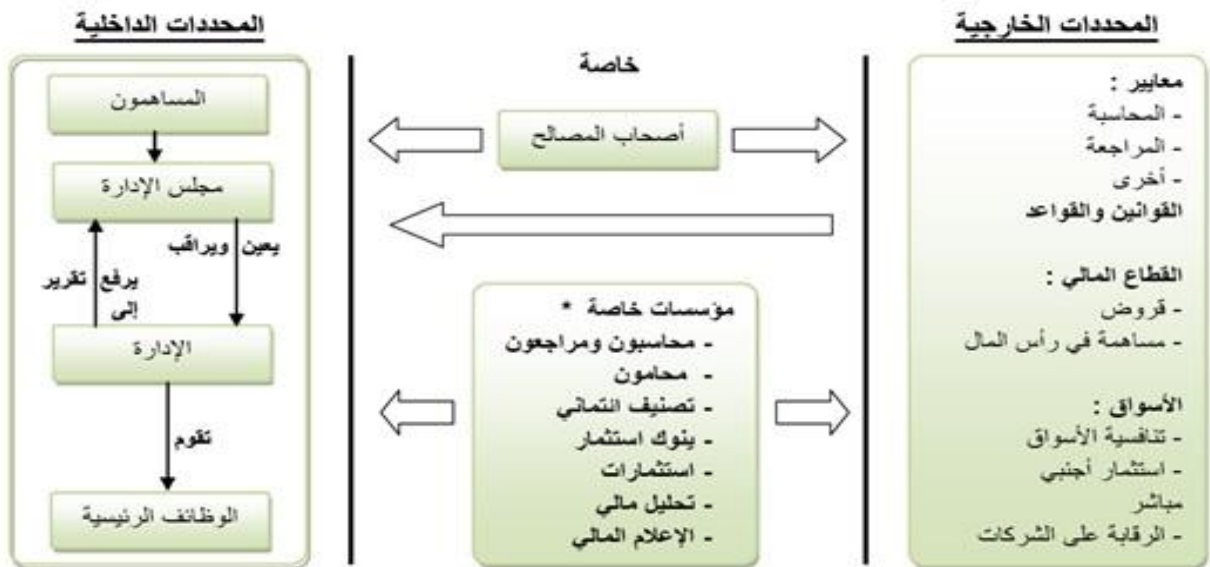 المحددات الخارجية
معايير :
- المحاسبة
- المراجعة
- أخرى
القوانين والقواعد
القطاع المالي :
- قروض
- مساهمة في رأس المال
الأسواق :
- تنافسية الأسواق
- استثمار أجنبي
مباشر
- الرقابة على الشركات
خاصة
أصحاب المصالح
مؤسسات خاصة *
- محاسبون ومراجعون
- محامون
- تصنيف ائتماني
- بنوك استثمار
- استثمارات
- تحليل مالي
- الإعلام المالي
المحددات الداخلية
المساهمون
مجلس الإدارة
يعين ويراقب
يرفع تقرير
إلى
الإدارة
تقوم
الوظائف الرئيسية